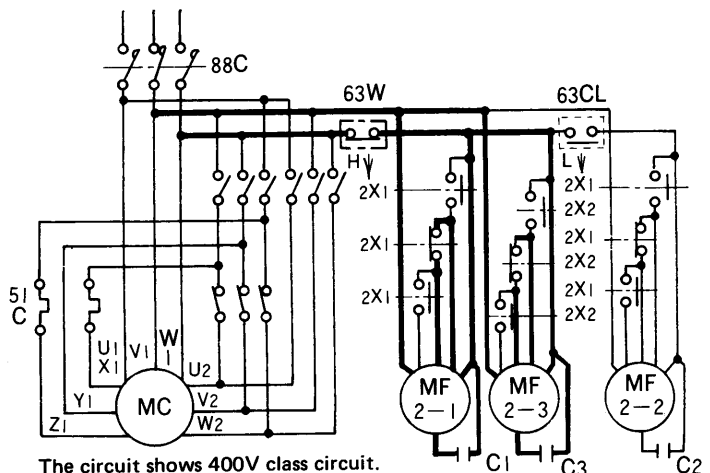 88C
63W
63CL
H
L
2X1
2X1
2X2
2X1
2X1
2X2
2X1
2X1
2X2
51
C
U1
X1
V1
W
1
U2
Y1
V2
W2
Z1
MC
MF
2-1
MF
2-3
MF
2-2
C1
C3
C2
The circuit shows 400V class circuit.